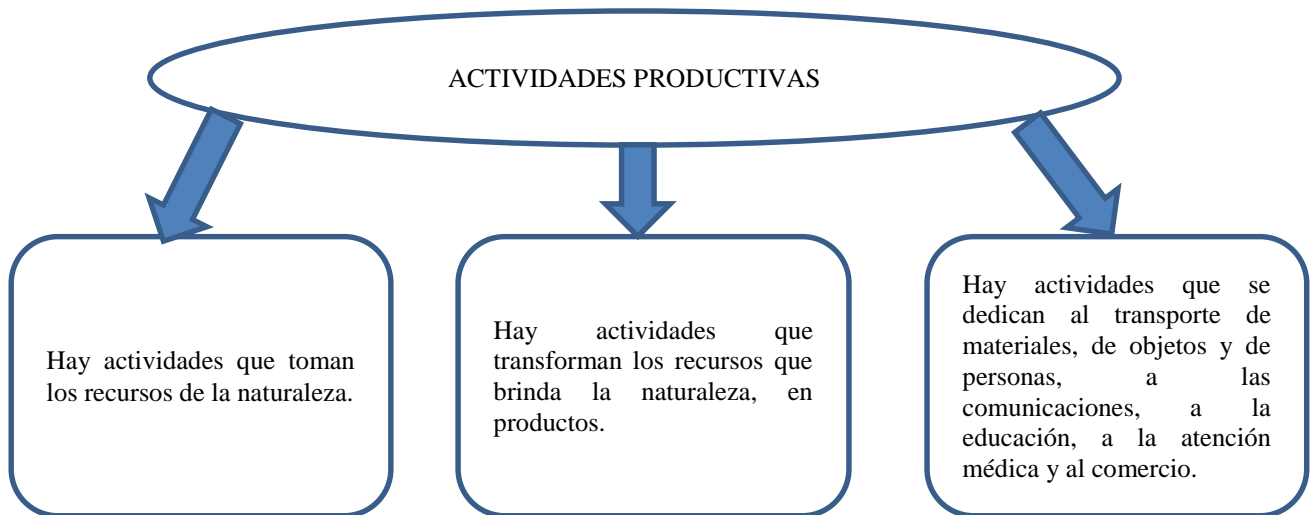 ACTIVIDADES PRODUCTIVAS
Hay actividades que toman
los recursos de la naturaleza.
Hay actividades que
transforman los recursos que
brinda la naturaleza, en
productos.
Hay actividades que se
dedican al transporte de
materiales, de objetos y de
personas, a las
comunicaciones, a la
educación, a la atención
médica y al comercio.